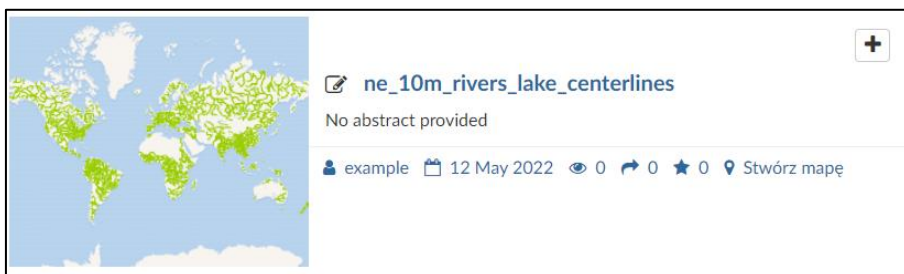 ne_10m_rivers_lake_centerlines
No abstract provided
example 12 May 2022 0 0 0 Stwórz mapę